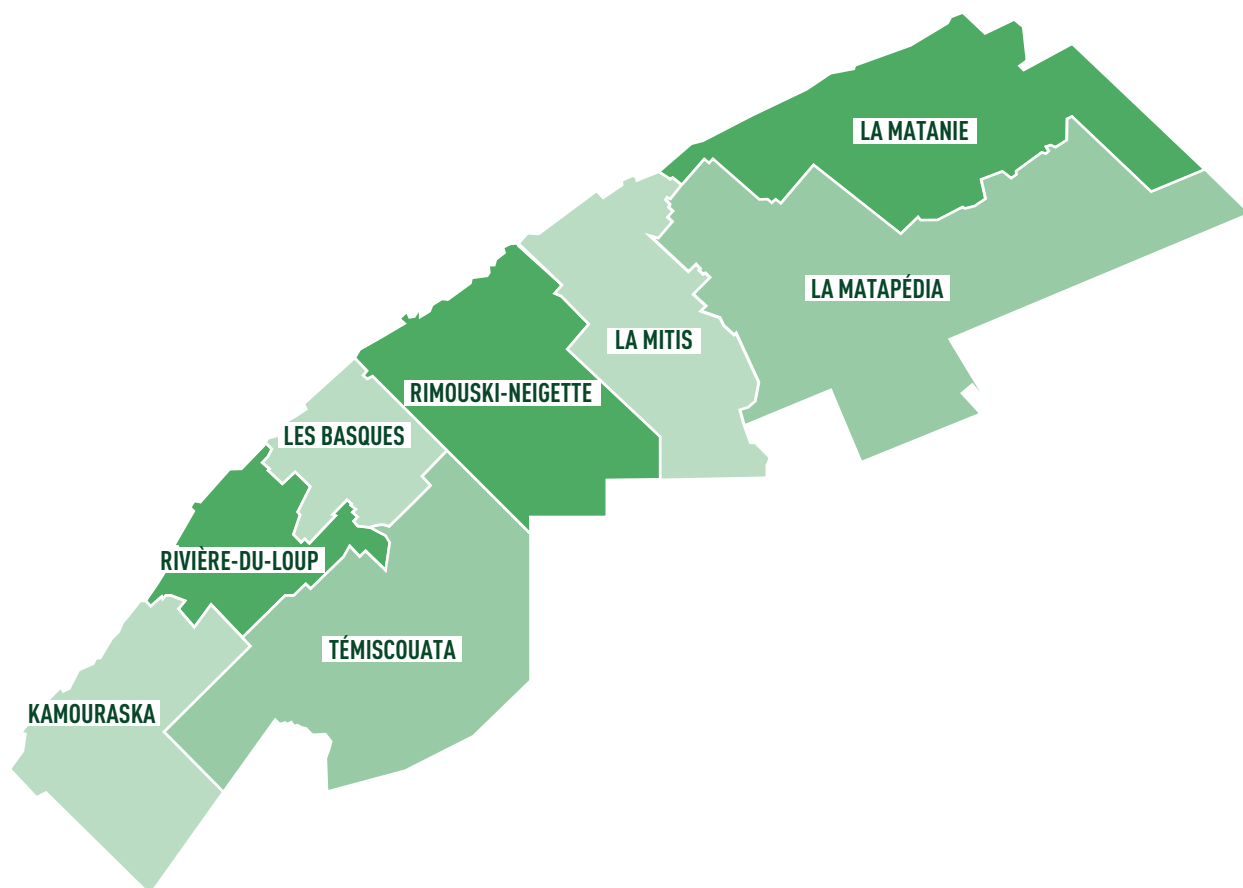 LA MATANIE
LA MATAPÉDIA
LA MITIS
RIMOUSKI-NEIGETTE
LES BASQUES
RIVIÈRE-DU-LOUP
TÉMISCOUATA
KAMOURASKA